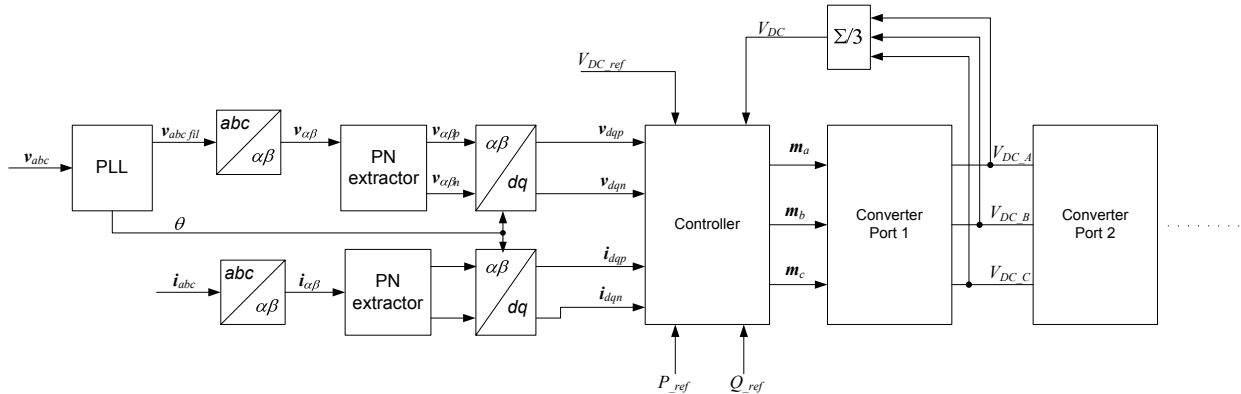 Σ/3
V_DC
V_DC_ref
v_abc
PLL
v_abc fil
abc
αβ
v_αβ
PN
extractor
v_αβp
v_αβn
αβ
dq
v_dqp
v_dqn
θ
i_abc
abc
αβ
i_αβ
PN
extractor
αβ
dq
i_dqp
i_dqn
Controller
P_ref
Q_ref
m_a
m_b
m_c
Converter
Port 1
V_DC_A
V_DC_B
V_DC_C
Converter
Port 2